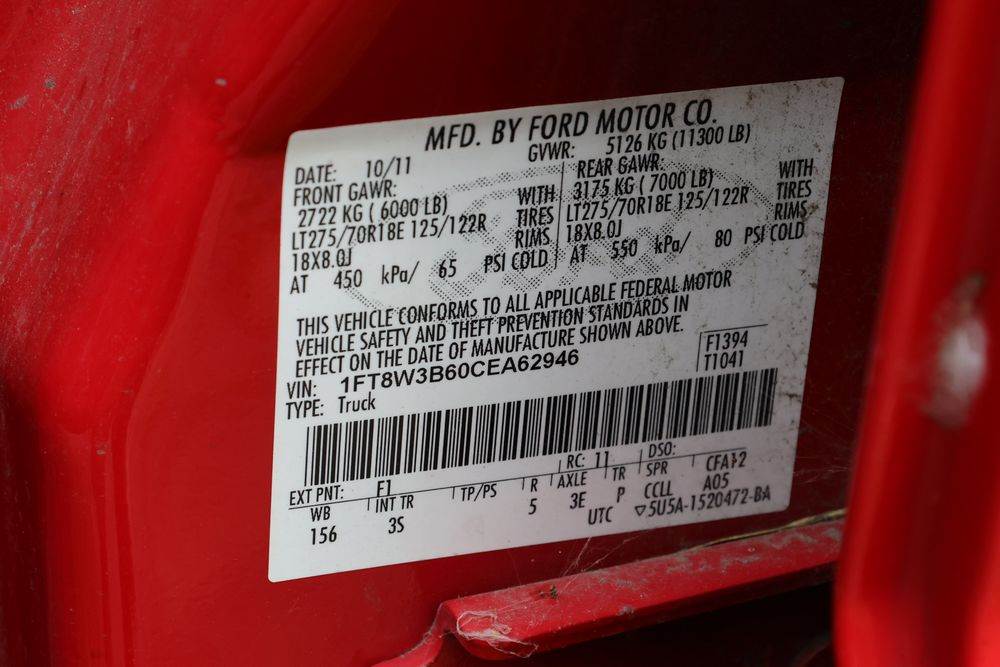 MFD. BY FORD MOTOR CO.
DATE: 10/11 GVWR: 5126 KG (11300 LB)
FRONT GAWR: REAR GAWR:
2722 KG ( 6000 LB) WITH 3175 KG ( 7000 LB) WITH
LT275/70R18E 125/122R TIRES LT275/70R18E 125/122R TIRES
18X8.0J RIMS 18X8.0J RIMS
AT 450 kPa/ 65 PSI COLD AT 550 kPa/ 80 PSI COLD
THIS VEHICLE CONFORMS TO ALL APPLICABLE FEDERAL MOTOR
VEHICLE SAFETY AND THEFT PREVENTION STANDARDS IN
EFFECT ON THE DATE OF MANUFACTURE SHOWN ABOVE.
VIN: 1FT8W3B60CEA62946 F1394
TYPE: Truck T1041
EXT PNT: F1 RC: 11 DSO:
WB INT TR TP/PS R AXLE TR SPR CFA12
156 3S 5 3E P CCLL A05
UTC ▽5U5A-1520472-BA